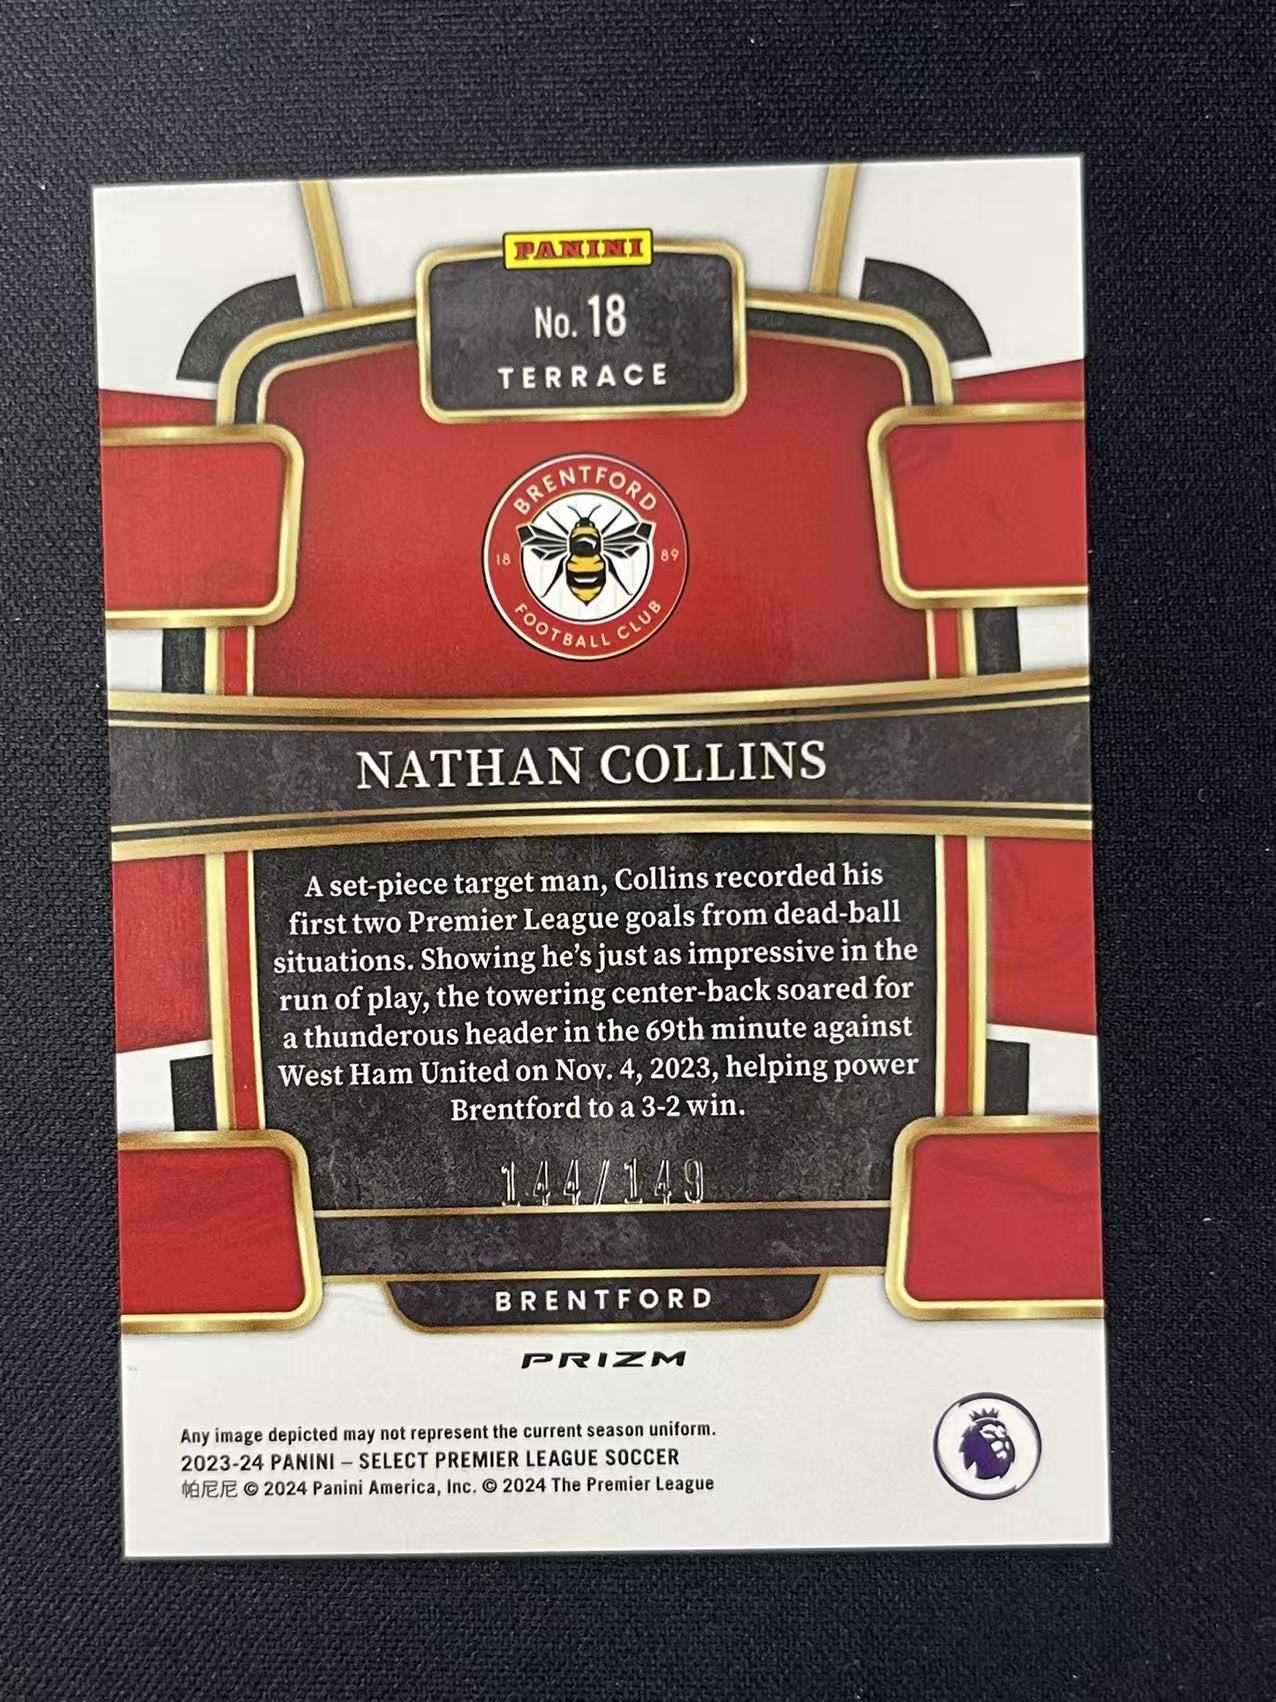 PANINI
No. 18
TERRACE
BRENTFORD
18 89
FOOTBALL CLUB
NATHAN COLLINS
A set-piece target man, Collins recorded his
first two Premier League goals from dead-ball
situations. Showing he's just as impressive in the
run of play, the towering center-back soared for
a thunderous header in the 69th minute against
West Ham United on Nov. 4, 2023, helping power
Brentford to a 3-2 win.
144/149
BRENTFORD
PRIZM
Any image depicted may not represent the current season uniform.
2023-24 PANINI – SELECT PREMIER LEAGUE SOCCER
帕尼尼 © 2024 Panini America, Inc. © 2024 The Premier League